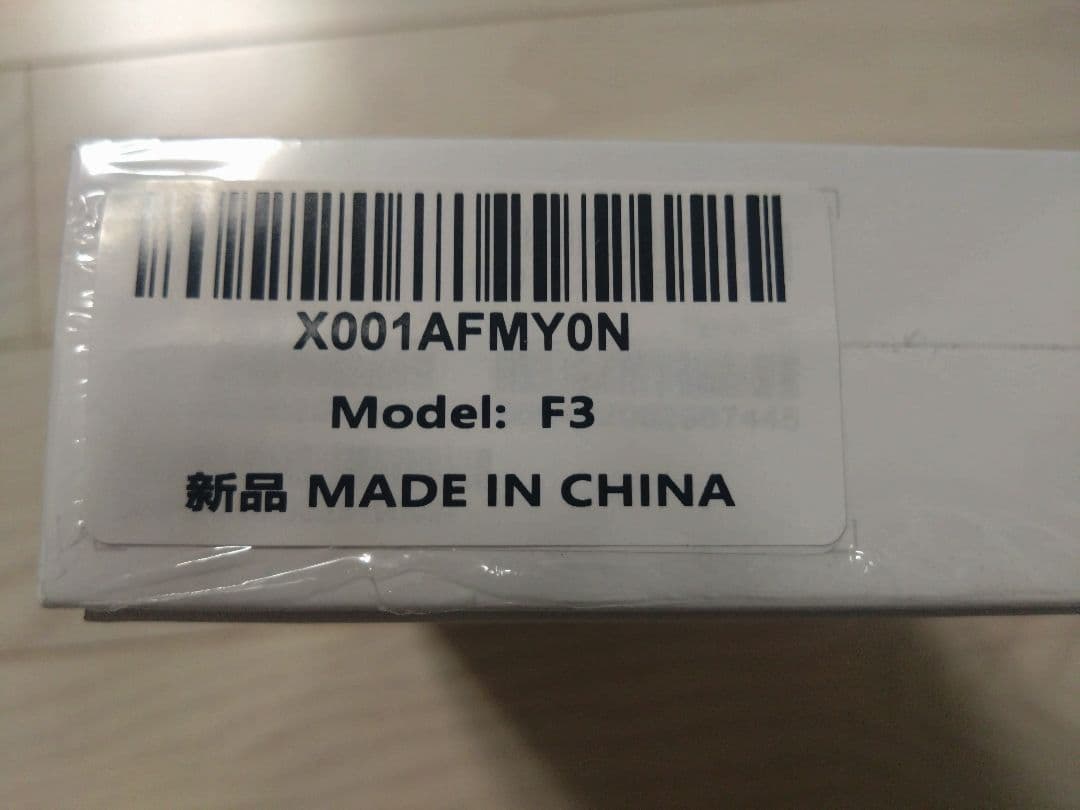 X001AFMY0N
Model: F3
新品 MADE IN CHINA